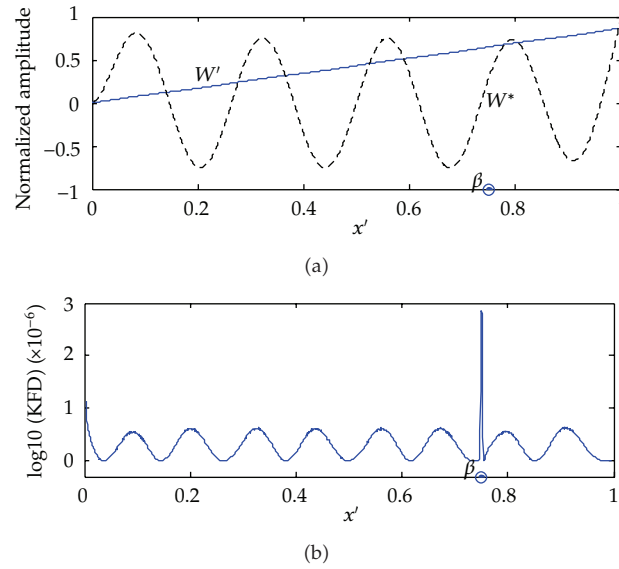 Normalized amplitude
1
0.5
0
−0.5
−1
W′
W*
β
0 0.2 0.4 0.6 0.8
x′
(a)
log10 (KFD) (×10⁻⁶)
3
2
1
0
β
0 0.2 0.4 0.6 0.8 1
x′
(b)